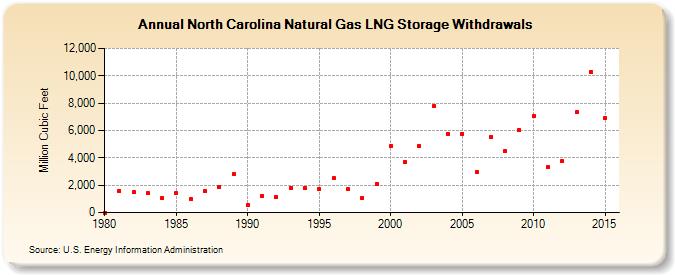 Annual North Carolina Natural Gas LNG Storage Withdrawals
Million Cubic Feet
12,000
10,000
8,000
6,000
4,000
2,000
0
1980 1985 1990 1995 2000 2005 2010 2015
Source: U.S. Energy Information Administration